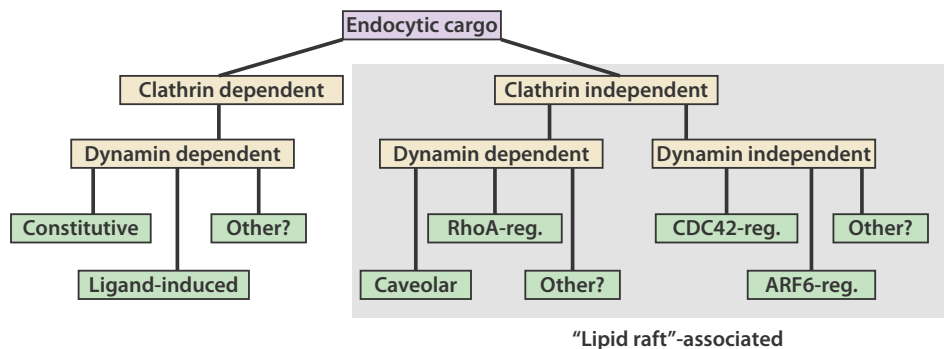 Endocytic cargo
Clathrin dependent
Clathrin independent
Dynamin dependent
Dynamin dependent
Dynamin independent
Constitutive
Other?
RhoA-reg.
CDC42-reg.
Other?
Ligand-induced
Caveolar
Other?
ARF6-reg.
“Lipid raft”-associated